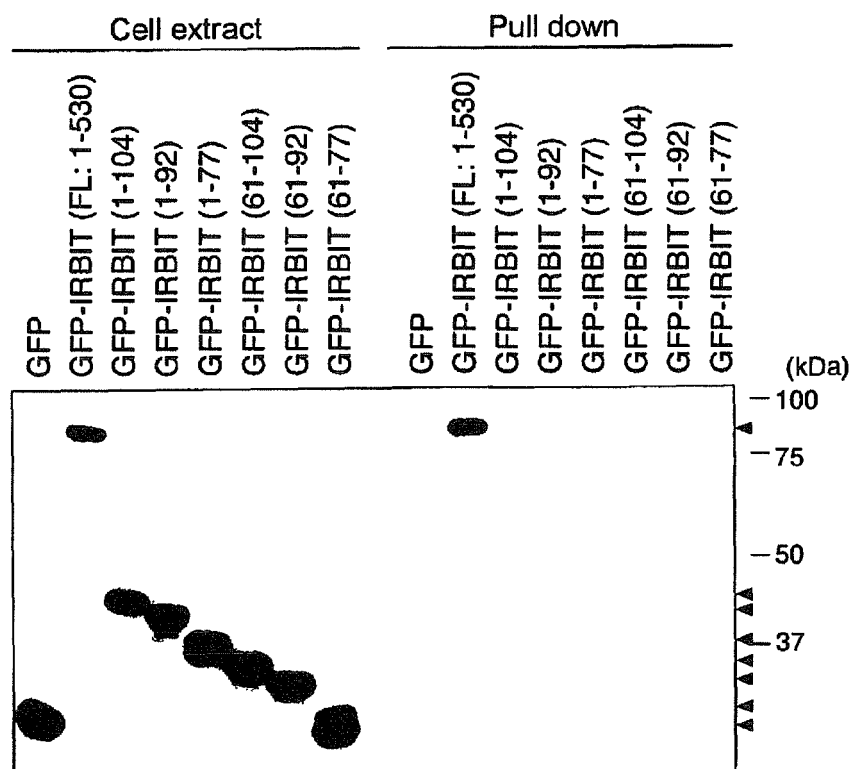 Cell extract
Pull down
GFP
GFP-IRBIT (FL: 1-530)
GFP-IRBIT (1-104)
GFP-IRBIT (1-92)
GFP-IRBIT (1-77)
GFP-IRBIT (61-104)
GFP-IRBIT (61-92)
GFP-IRBIT (61-77)
GFP
GFP-IRBIT (FL: 1-530)
GFP-IRBIT (1-104)
GFP-IRBIT (1-92)
GFP-IRBIT (1-77)
GFP-IRBIT (61-104)
GFP-IRBIT (61-92)
GFP-IRBIT (61-77)
(kDa)
100
75
50
37